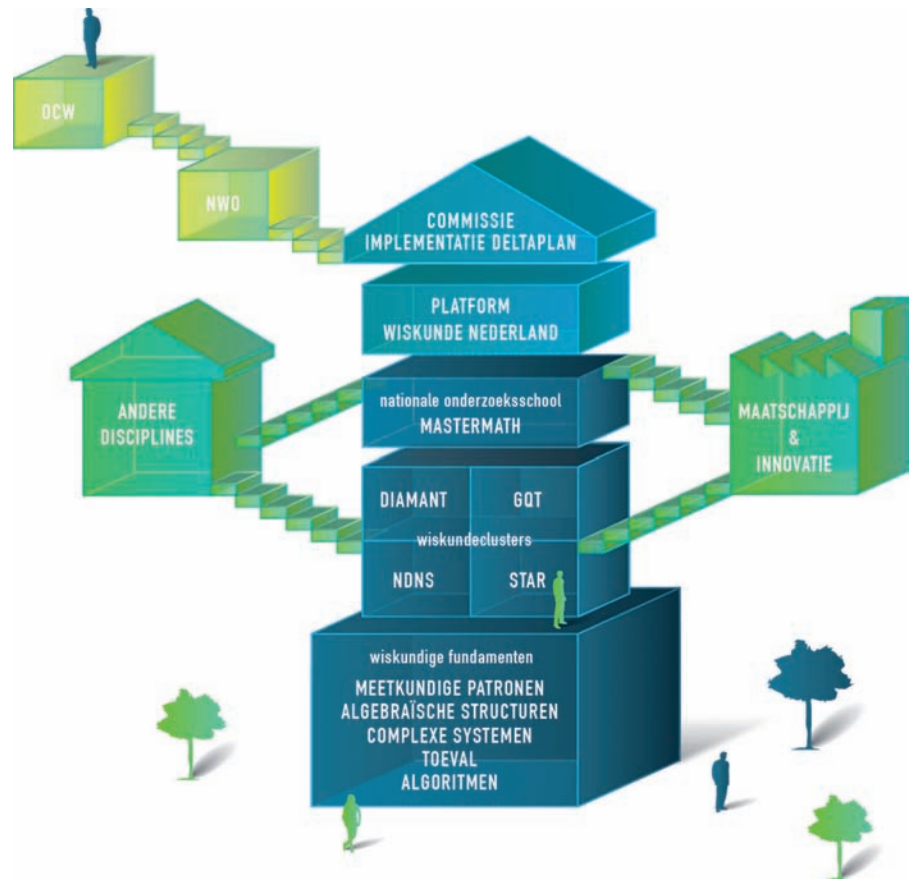 OCW
NWO
COMMISSIE
IMPLEMENTATIE DELTAPLAN
PLATFORM
WISKUNDE NEDERLAND
nationale onderzoeksschool
MASTERMATH
ANDERE
DISCIPLINES
MAATSCHAPPIJ
&
INNOVATIE
DIAMANT
GQT
wiskundeclusters
NDNS
STAR
wiskundige fundamenten
MEETKUNDIGE PATRONEN
ALGEBRAÏSCHE STRUCTUREN
COMPLEXE SYSTEMEN
TOEVAL
ALGORITMEN